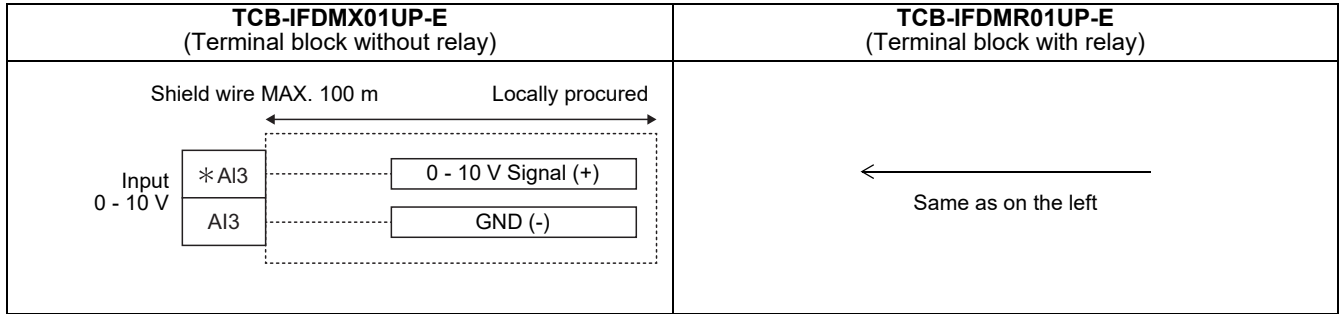 TCB-IFDMX01UP-E
(Terminal block without relay)
TCB-IFDMR01UP-E
(Terminal block with relay)
Shield wire MAX. 100 m
Locally procured
Input
0 - 10 V
＊AI3
0 - 10 V Signal (+)
AI3
GND (-)
Same as on the left